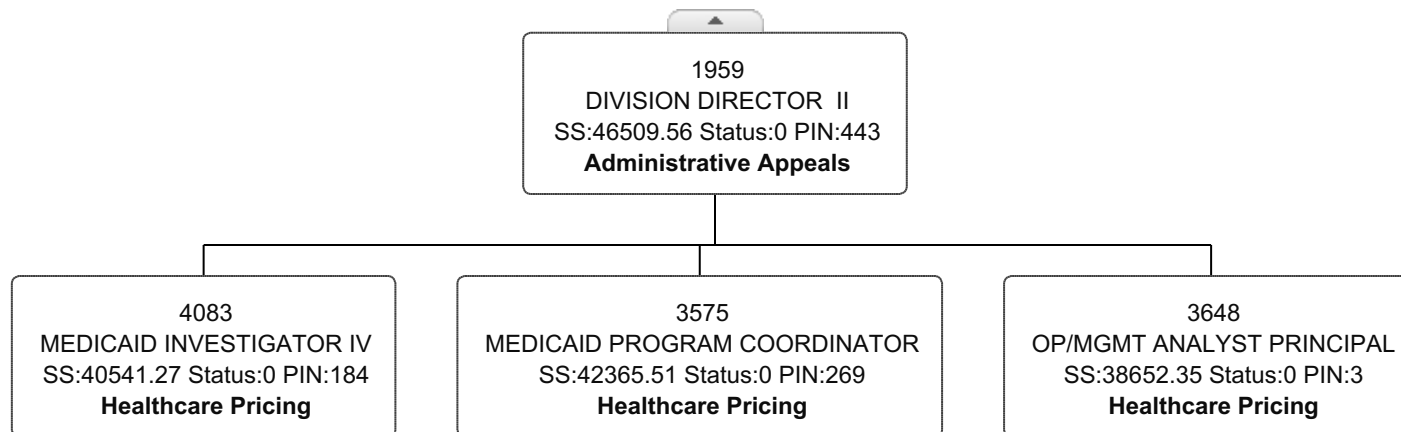 1959
DIVISION DIRECTOR  II
SS:46509.56 Status:0 PIN:443
Administrative Appeals
4083
MEDICAID INVESTIGATOR IV
SS:40541.27 Status:0 PIN:184
Healthcare Pricing
3575
MEDICAID PROGRAM COORDINATOR
SS:42365.51 Status:0 PIN:269
Healthcare Pricing
3648
OP/MGMT ANALYST PRINCIPAL
SS:38652.35 Status:0 PIN:3
Healthcare Pricing